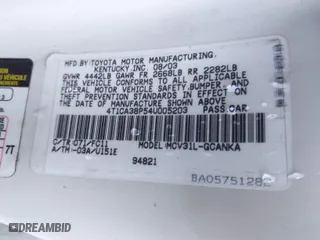 MFD. BY:TOYOTA MOTOR MANUFACTURING,
KENTUCKY.INC. 08/03
GVWR 4442LB GAWR FR 2668LB RR 2282LB
THIS VEHICLE CONFORMS TO ALL APPLICABLE
FEDERAL MOTOR VEHICLE SAFETY,BUMPER, AND
THEFT PREVENTION STANDARDS IN EFFECT ON
THE DATE OF MANUFACTURE SHOWN ABOVE.
4T1CA38P54U005203 PASS.CAR
C/TR:071/FC11 MODEL:MCV31L-GCANKA
A/TM:-03A/U151E
94821
BA0575128
7T